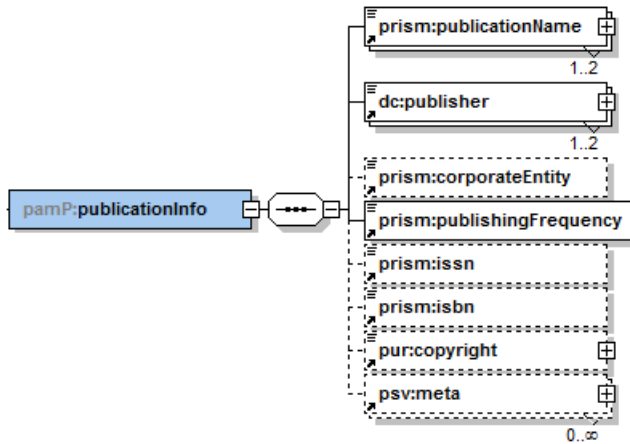 prism:publicationName
1..2
dc:publisher
1..2
prism:corporateEntity
pamP:publicationInfo
prism:publishingFrequency
prism:issn
prism:isbn
pur:copyright
psv:meta
0..∞